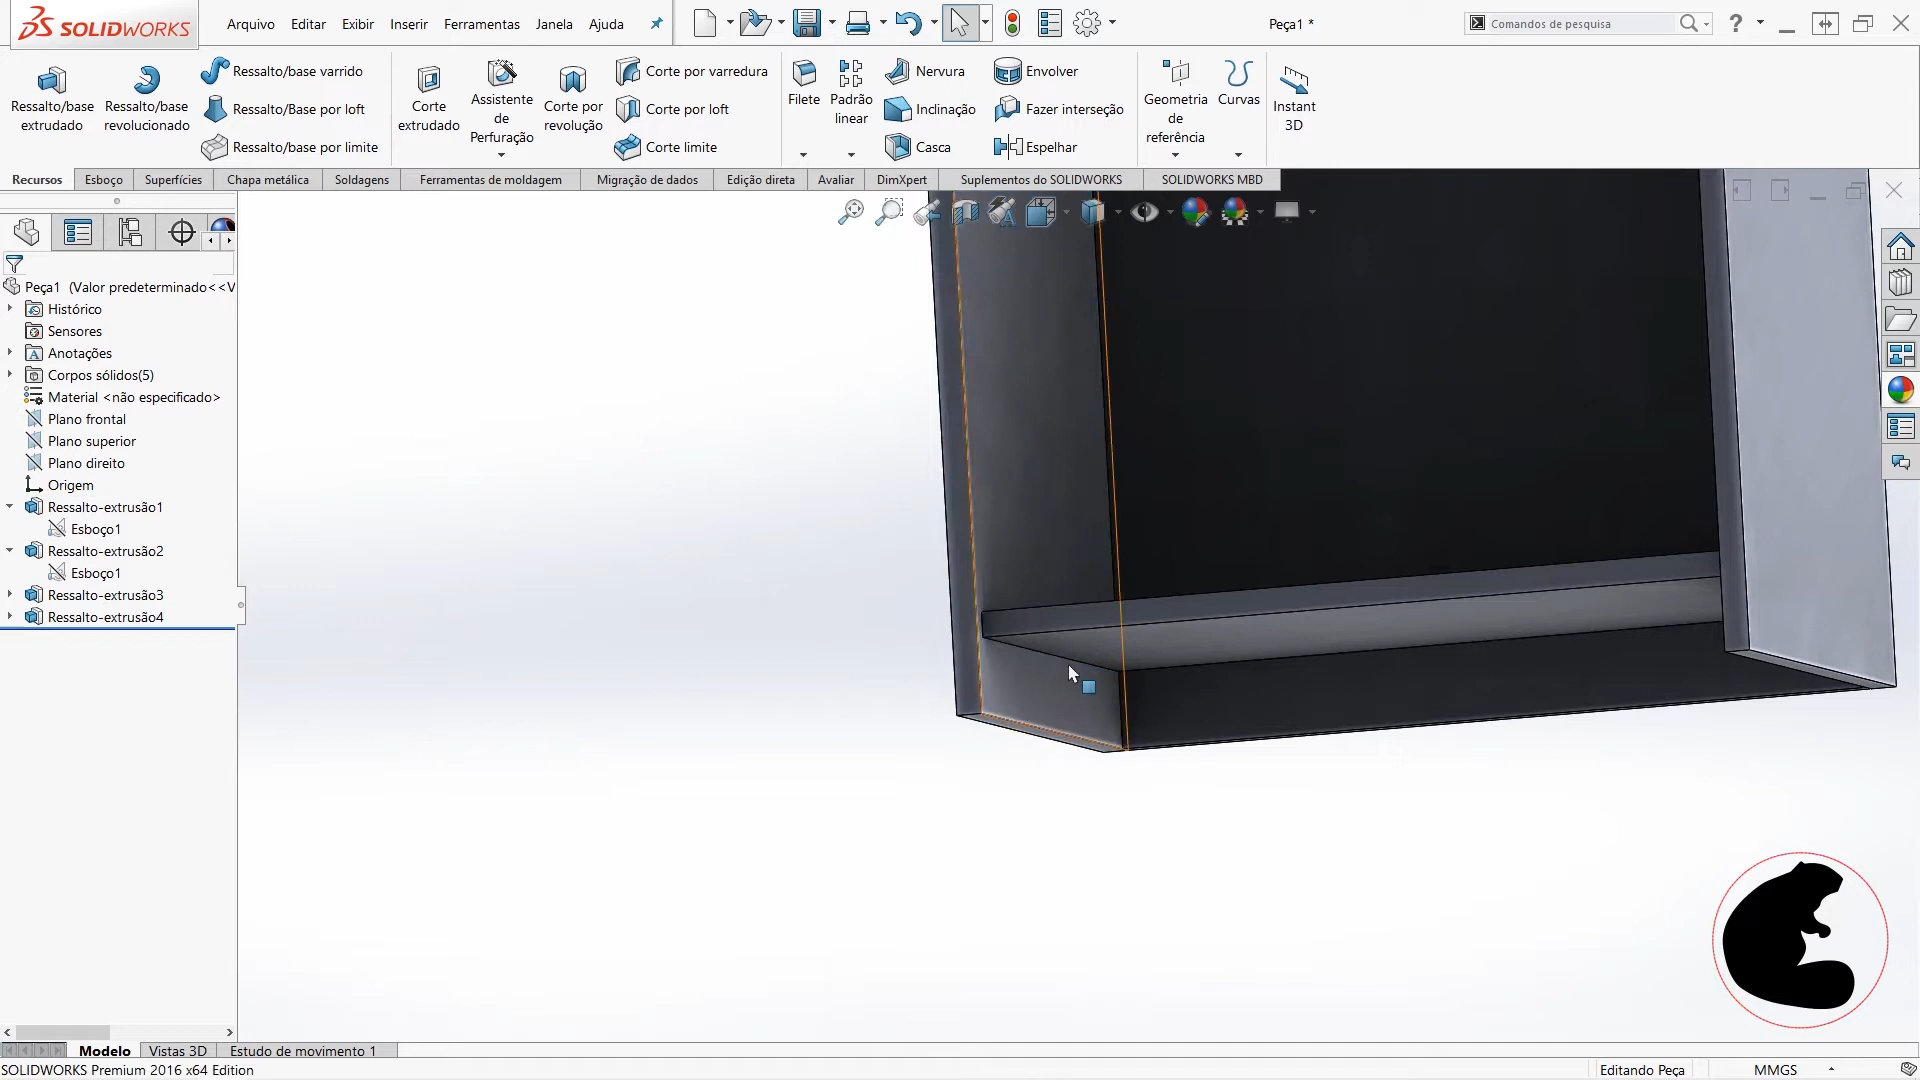 SOLIDWORKS
Arquivo Editar Exibir Inserir Ferramentas Janela Ajuda
Peça1 *
Comandos de pesquisa
?
Ressalto/base extrudado
Ressalto/base revolucionado
Ressalto/base varrido
Ressalto/Base por loft
Ressalto/base por limite
Corte extrudado
Assistente de Perfuração
Corte por revolução
Corte por varredura
Corte por loft
Corte limite
Filete
Padrão linear
Nervura
Inclinação
Casca
Envolver
Fazer interseção
Espelhar
Geometria de referência
Curvas
Instant 3D
Recursos Esboço Superfícies Chapa metálica Soldagens Ferramentas de moldagem Migração de dados Edição direta Avaliar DimXpert Suplementos do SOLIDWORKS SOLIDWORKS MBD
Peça1 (Valor predeterminado<<V
Histórico
Sensores
Anotações
Corpos sólidos(5)
Material <não especificado>
Plano frontal
Plano superior
Plano direito
Origem
Ressalto-extrusão1
Esboço1
Ressalto-extrusão2
Esboço1
Ressalto-extrusão3
Ressalto-extrusão4
Modelo Vistas 3D Estudo de movimento 1
SOLIDWORKS Premium 2016 x64 Edition
Editando Peça
MMGS